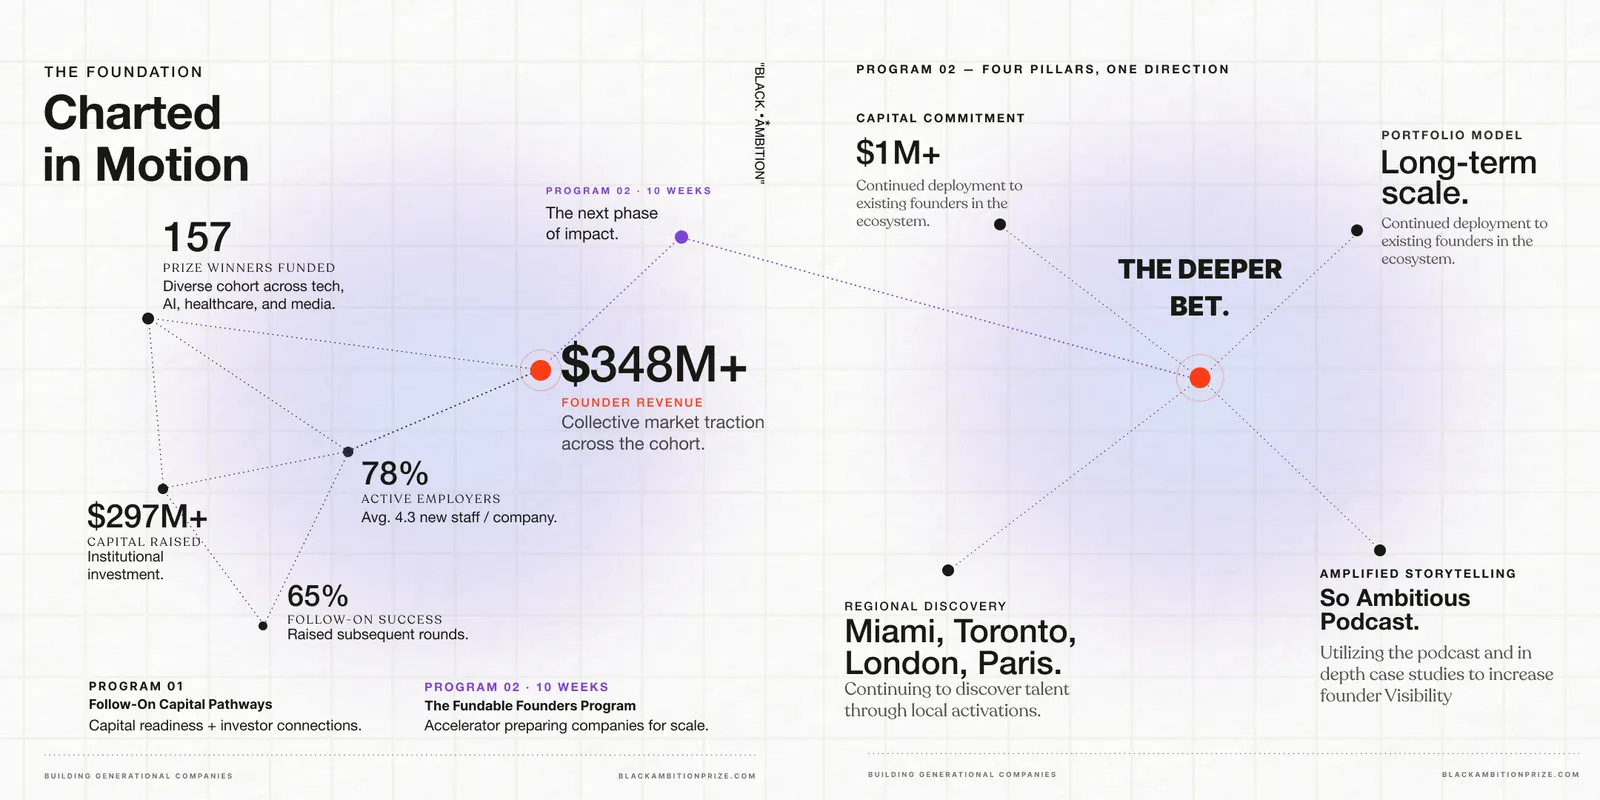 THE FOUNDATION
Charted
in Motion
"BLACK. • ÅMBITION"
157
PRIZE WINNERS FUNDED
Diverse cohort across tech,
AI, healthcare, and media.
PROGRAM 02 · 10 WEEKS
The next phase
of impact.
$348M+
FOUNDER REVENUE
Collective market traction
across the cohort.
78%
ACTIVE EMPLOYERS
Avg. 4.3 new staff / company.
$297M+
CAPITAL RAISED
Institutional
investment.
65%
FOLLOW-ON SUCCESS
Raised subsequent rounds.
PROGRAM 01
Follow-On Capital Pathways
Capital readiness + investor connections.
PROGRAM 02 · 10 WEEKS
The Fundable Founders Program
Accelerator preparing companies for scale.
BUILDING GENERATIONAL COMPANIES
BLACKAMBITIONPRIZE.COM
PROGRAM 02 — FOUR PILLARS, ONE DIRECTION
CAPITAL COMMITMENT
$1M+
Continued deployment to
existing founders in the
ecosystem.
PORTFOLIO MODEL
Long-term
scale.
Continued deployment to
existing founders in the
ecosystem.
THE DEEPER
BET.
REGIONAL DISCOVERY
Miami, Toronto,
London, Paris.
Continuing to discover talent
through local activations.
AMPLIFIED STORYTELLING
So Ambitious
Podcast.
Utilizing the podcast and in
depth case studies to increase
founder Visibility
BUILDING GENERATIONAL COMPANIES
BLACKAMBITIONPRIZE.COM